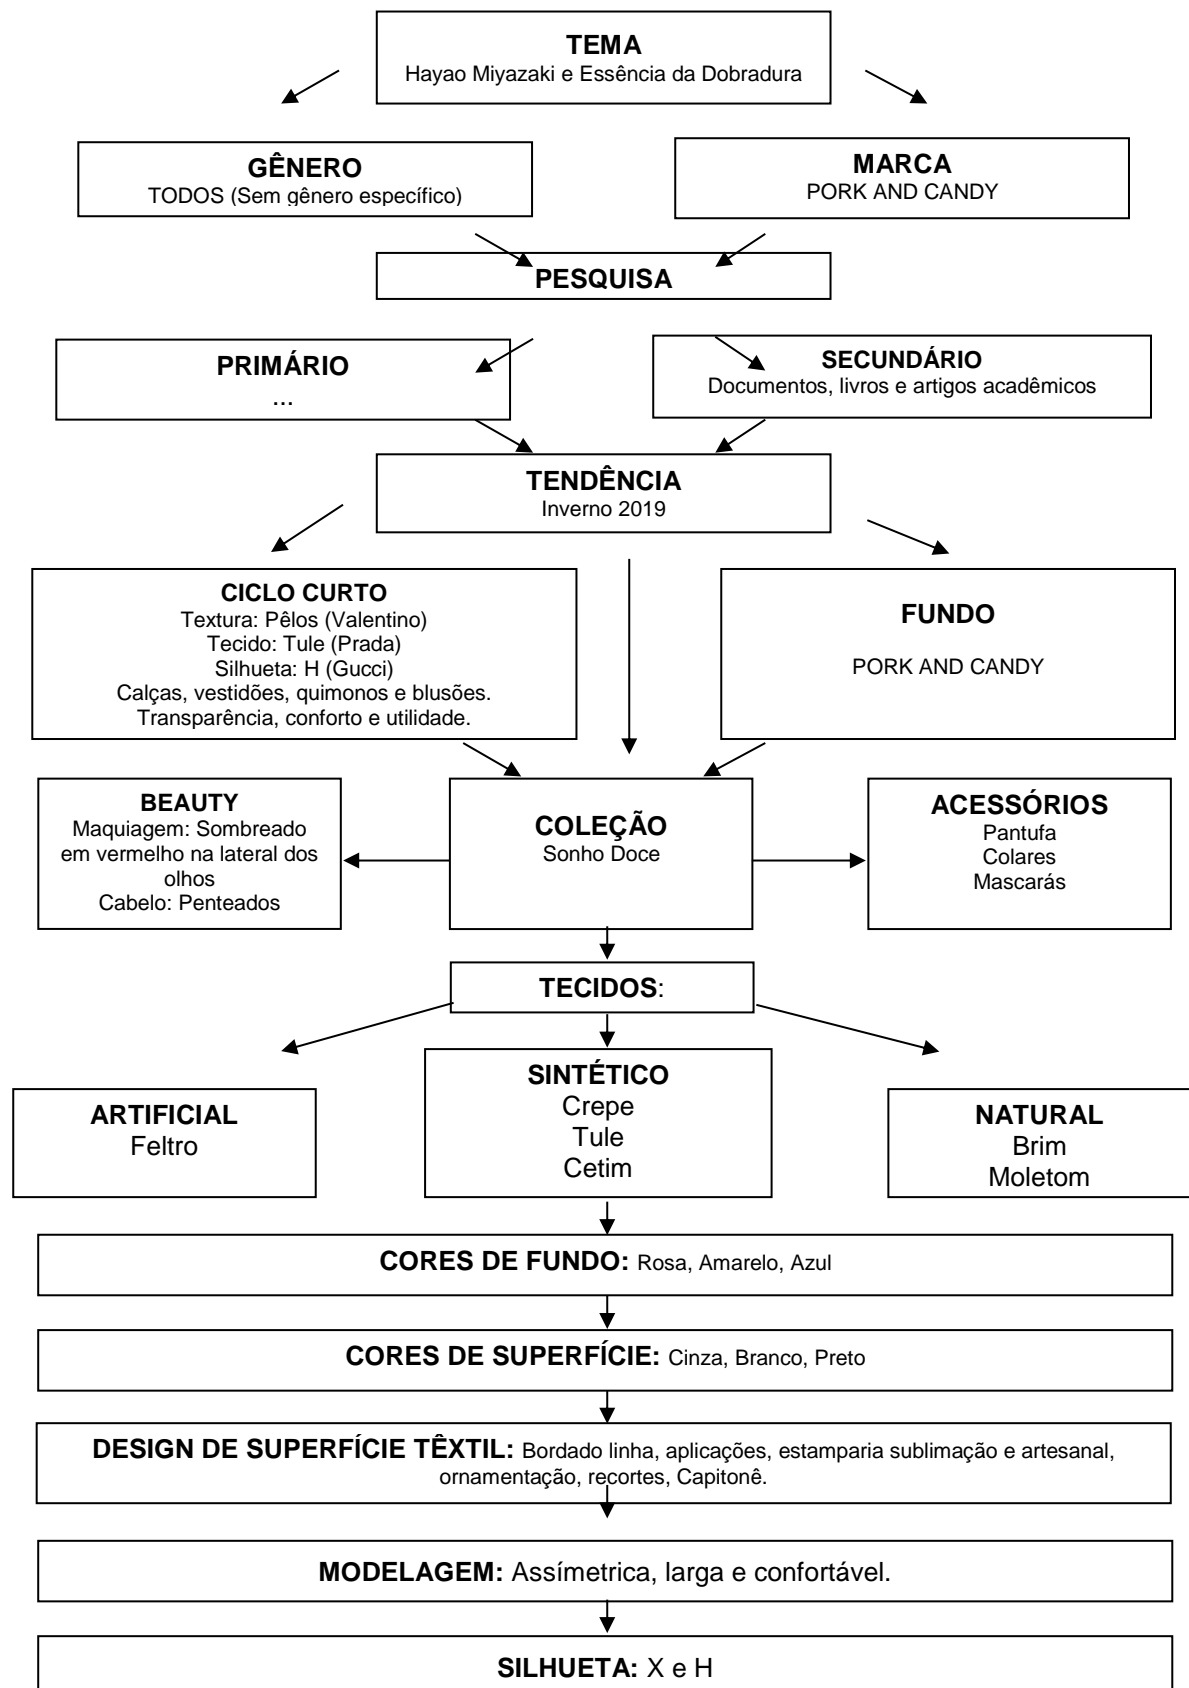 TEMA
Hayao Miyazaki e Essência da Dobradura
GÊNERO
TODOS (Sem gênero específico)
MARCA
PORK AND CANDY
PESQUISA
PRIMÁRIO
...
SECUNDÁRIO
Documentos, livros e artigos acadêmicos
TENDÊNCIA
Inverno 2019
CICLO CURTO
Textura: Pêlos (Valentino)
Tecido: Tule (Prada)
Silhueta: H (Gucci)
Calças, vestidões, quimonos e blusões.
Transparência, conforto e utilidade.
FUNDO
PORK AND CANDY
BEAUTY
Maquiagem: Sombreado
em vermelho na lateral dos
olhos
Cabelo: Penteados
COLEÇÃO
Sonho Doce
ACESSÓRIOS
Pantufa
Colares
Mascarás
TECIDOS:
ARTIFICIAL
Feltro
SINTÉTICO
Crepe
Tule
Cetim
NATURAL
Brim
Moletom
CORES DE FUNDO: Rosa, Amarelo, Azul
CORES DE SUPERFÍCIE: Cinza, Branco, Preto
DESIGN DE SUPERFÍCIE TÊXTIL: Bordado linha, aplicações, estamparia sublimação e artesanal,
ornamentação, recortes, Capitonê.
MODELAGEM: Assímetrica, larga e confortável.
SILHUETA: X e H